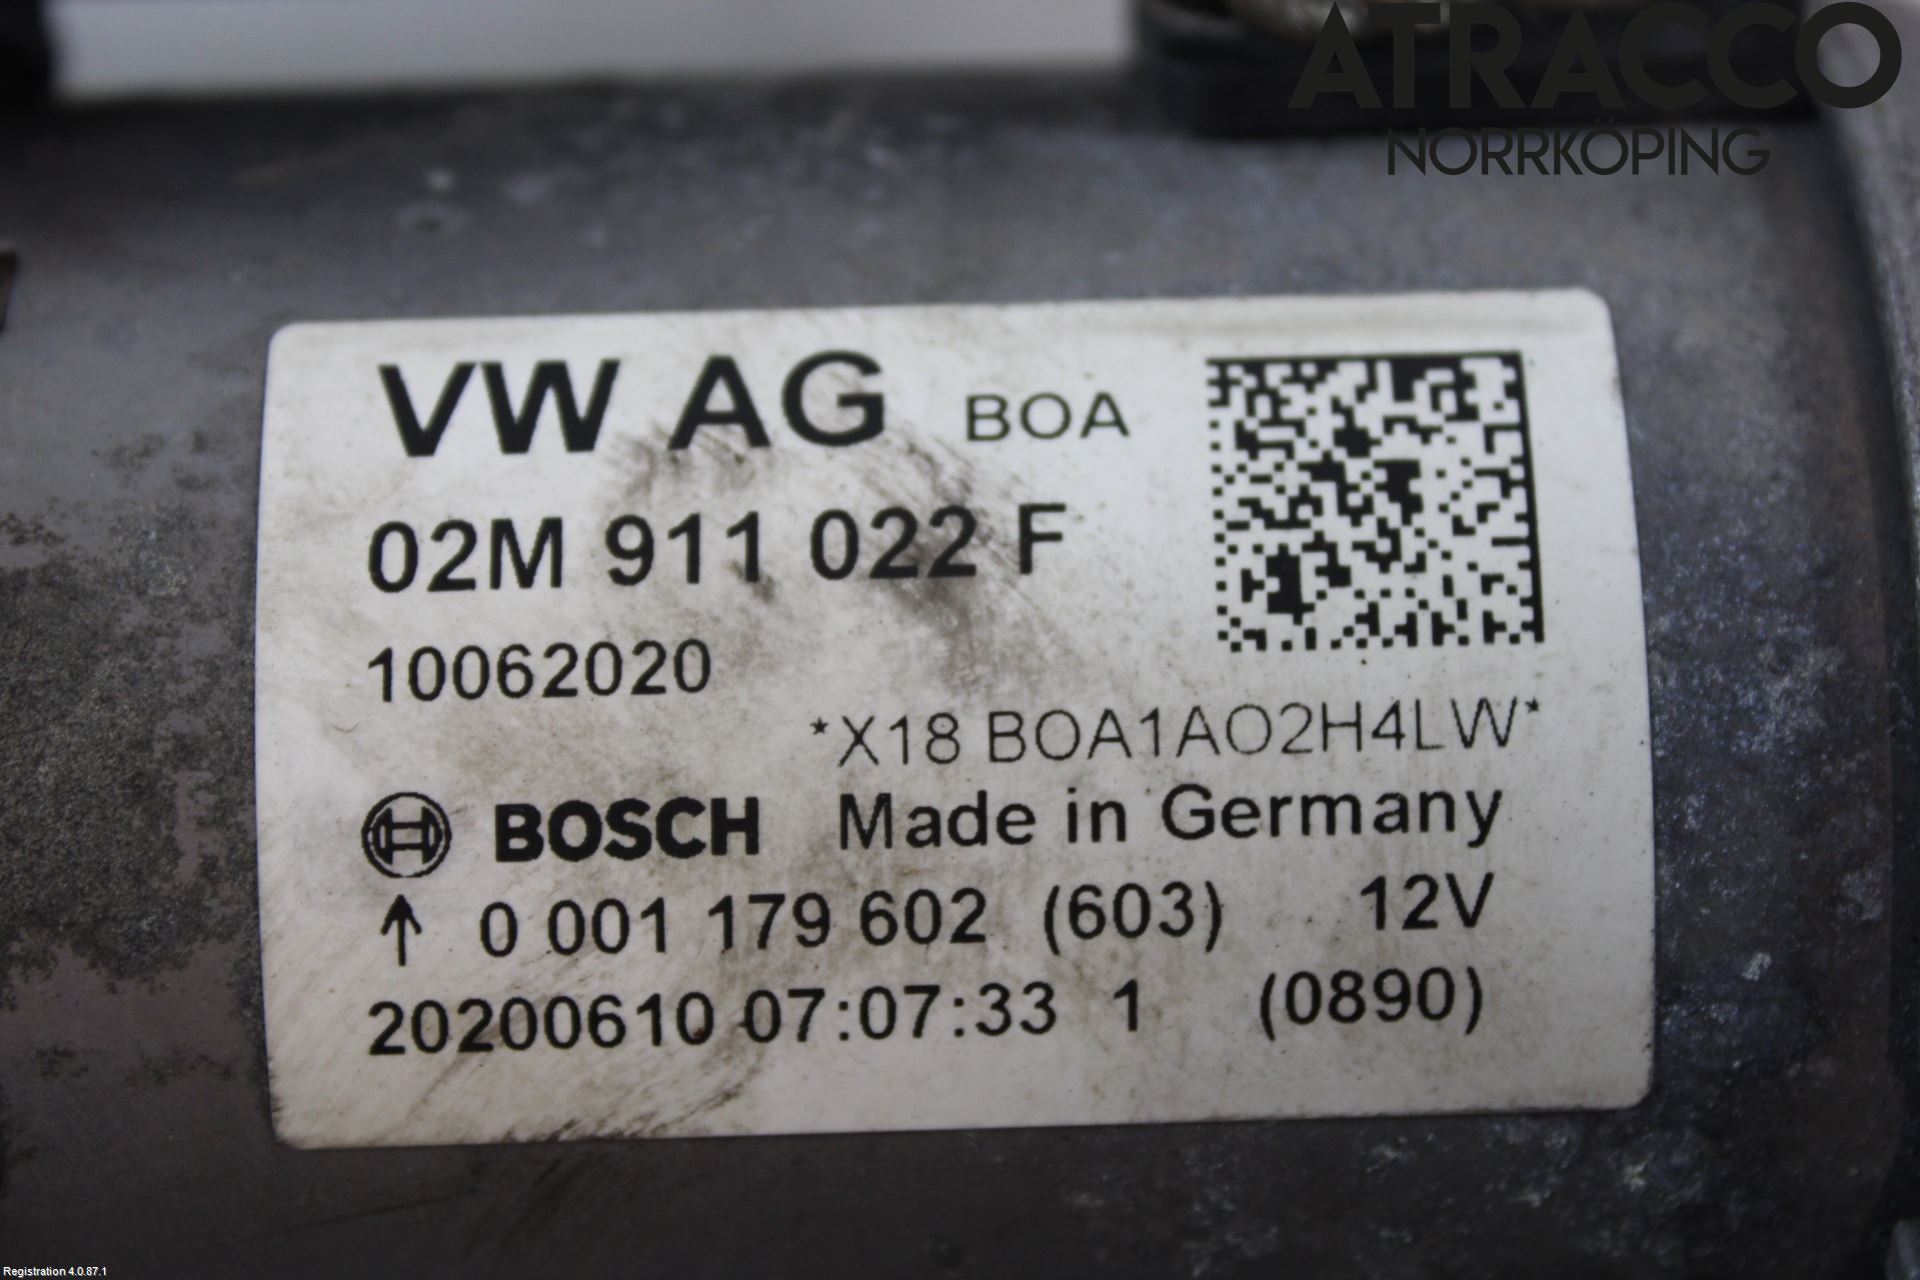 ATRACCO
NORRKÖPING
VW AG BOA
02M 911 022 F
10062020
*X18 BOA1AO2H4LW*
BOSCH Made in Germany
↑ 0 001 179 602 (603) 12V
20200610 07:07:33 1 (0890)
Registration 4.0.87.1